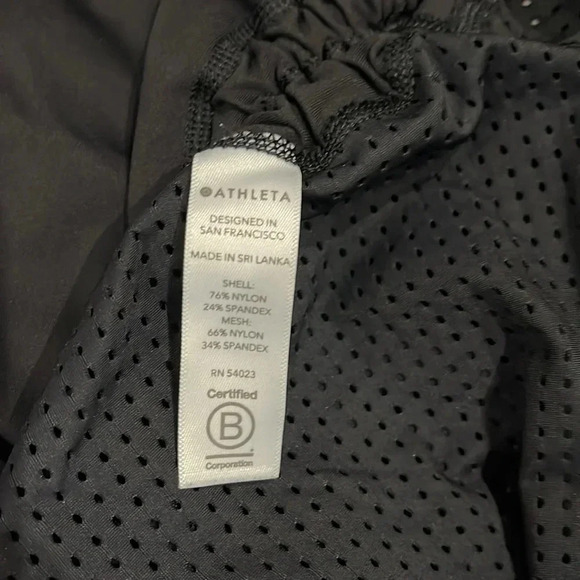 ATHLETA
DESIGNED IN
SAN FRANCISCO
MADE IN SRI LANKA
SHELL:
76% NYLON
24% SPANDEX
MESH:
66% NYLON
34% SPANDEX
RN 54023
Certified
B
Corporation